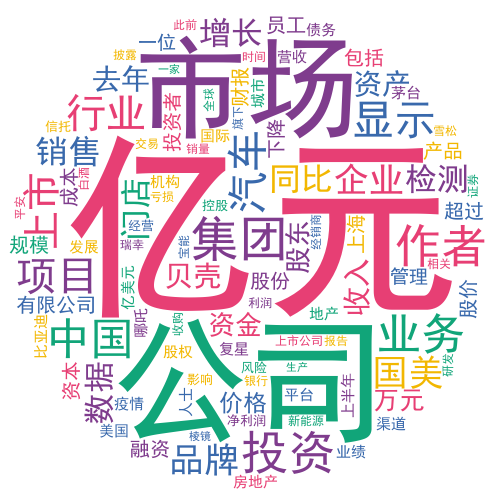 此前
员工
债务
增长
披露
一位
市场
时间
营收
包括
去年
财报
城市
资产
茅台
一家
投资者
全球
行业
国际
旗下
显示
信托
交易
销量
下降
雪松
销售
汽车
产品
上市
成本
白酒
门店
机构
亏损
同比
企业
检测
证券
平安
亿元
控股
规模
发展
经营
集团
股东
经销商
上海
超过
作者
瑞幸
宝能
项目
贝壳
股份
收入
管理
相关
有限公司
亿美元
利润
地产
股价
比亚迪
中国
哪吒
收购
资金
上市公司
报告
业务
公司
股权
复星
国美
研发
资本
数据
影响
风险
银行
生产
疫情
人士
价格
平台
上半年
万元
美国
净利润
新能源
渠道
融资
棱镜
品牌
投资
业绩
房地产